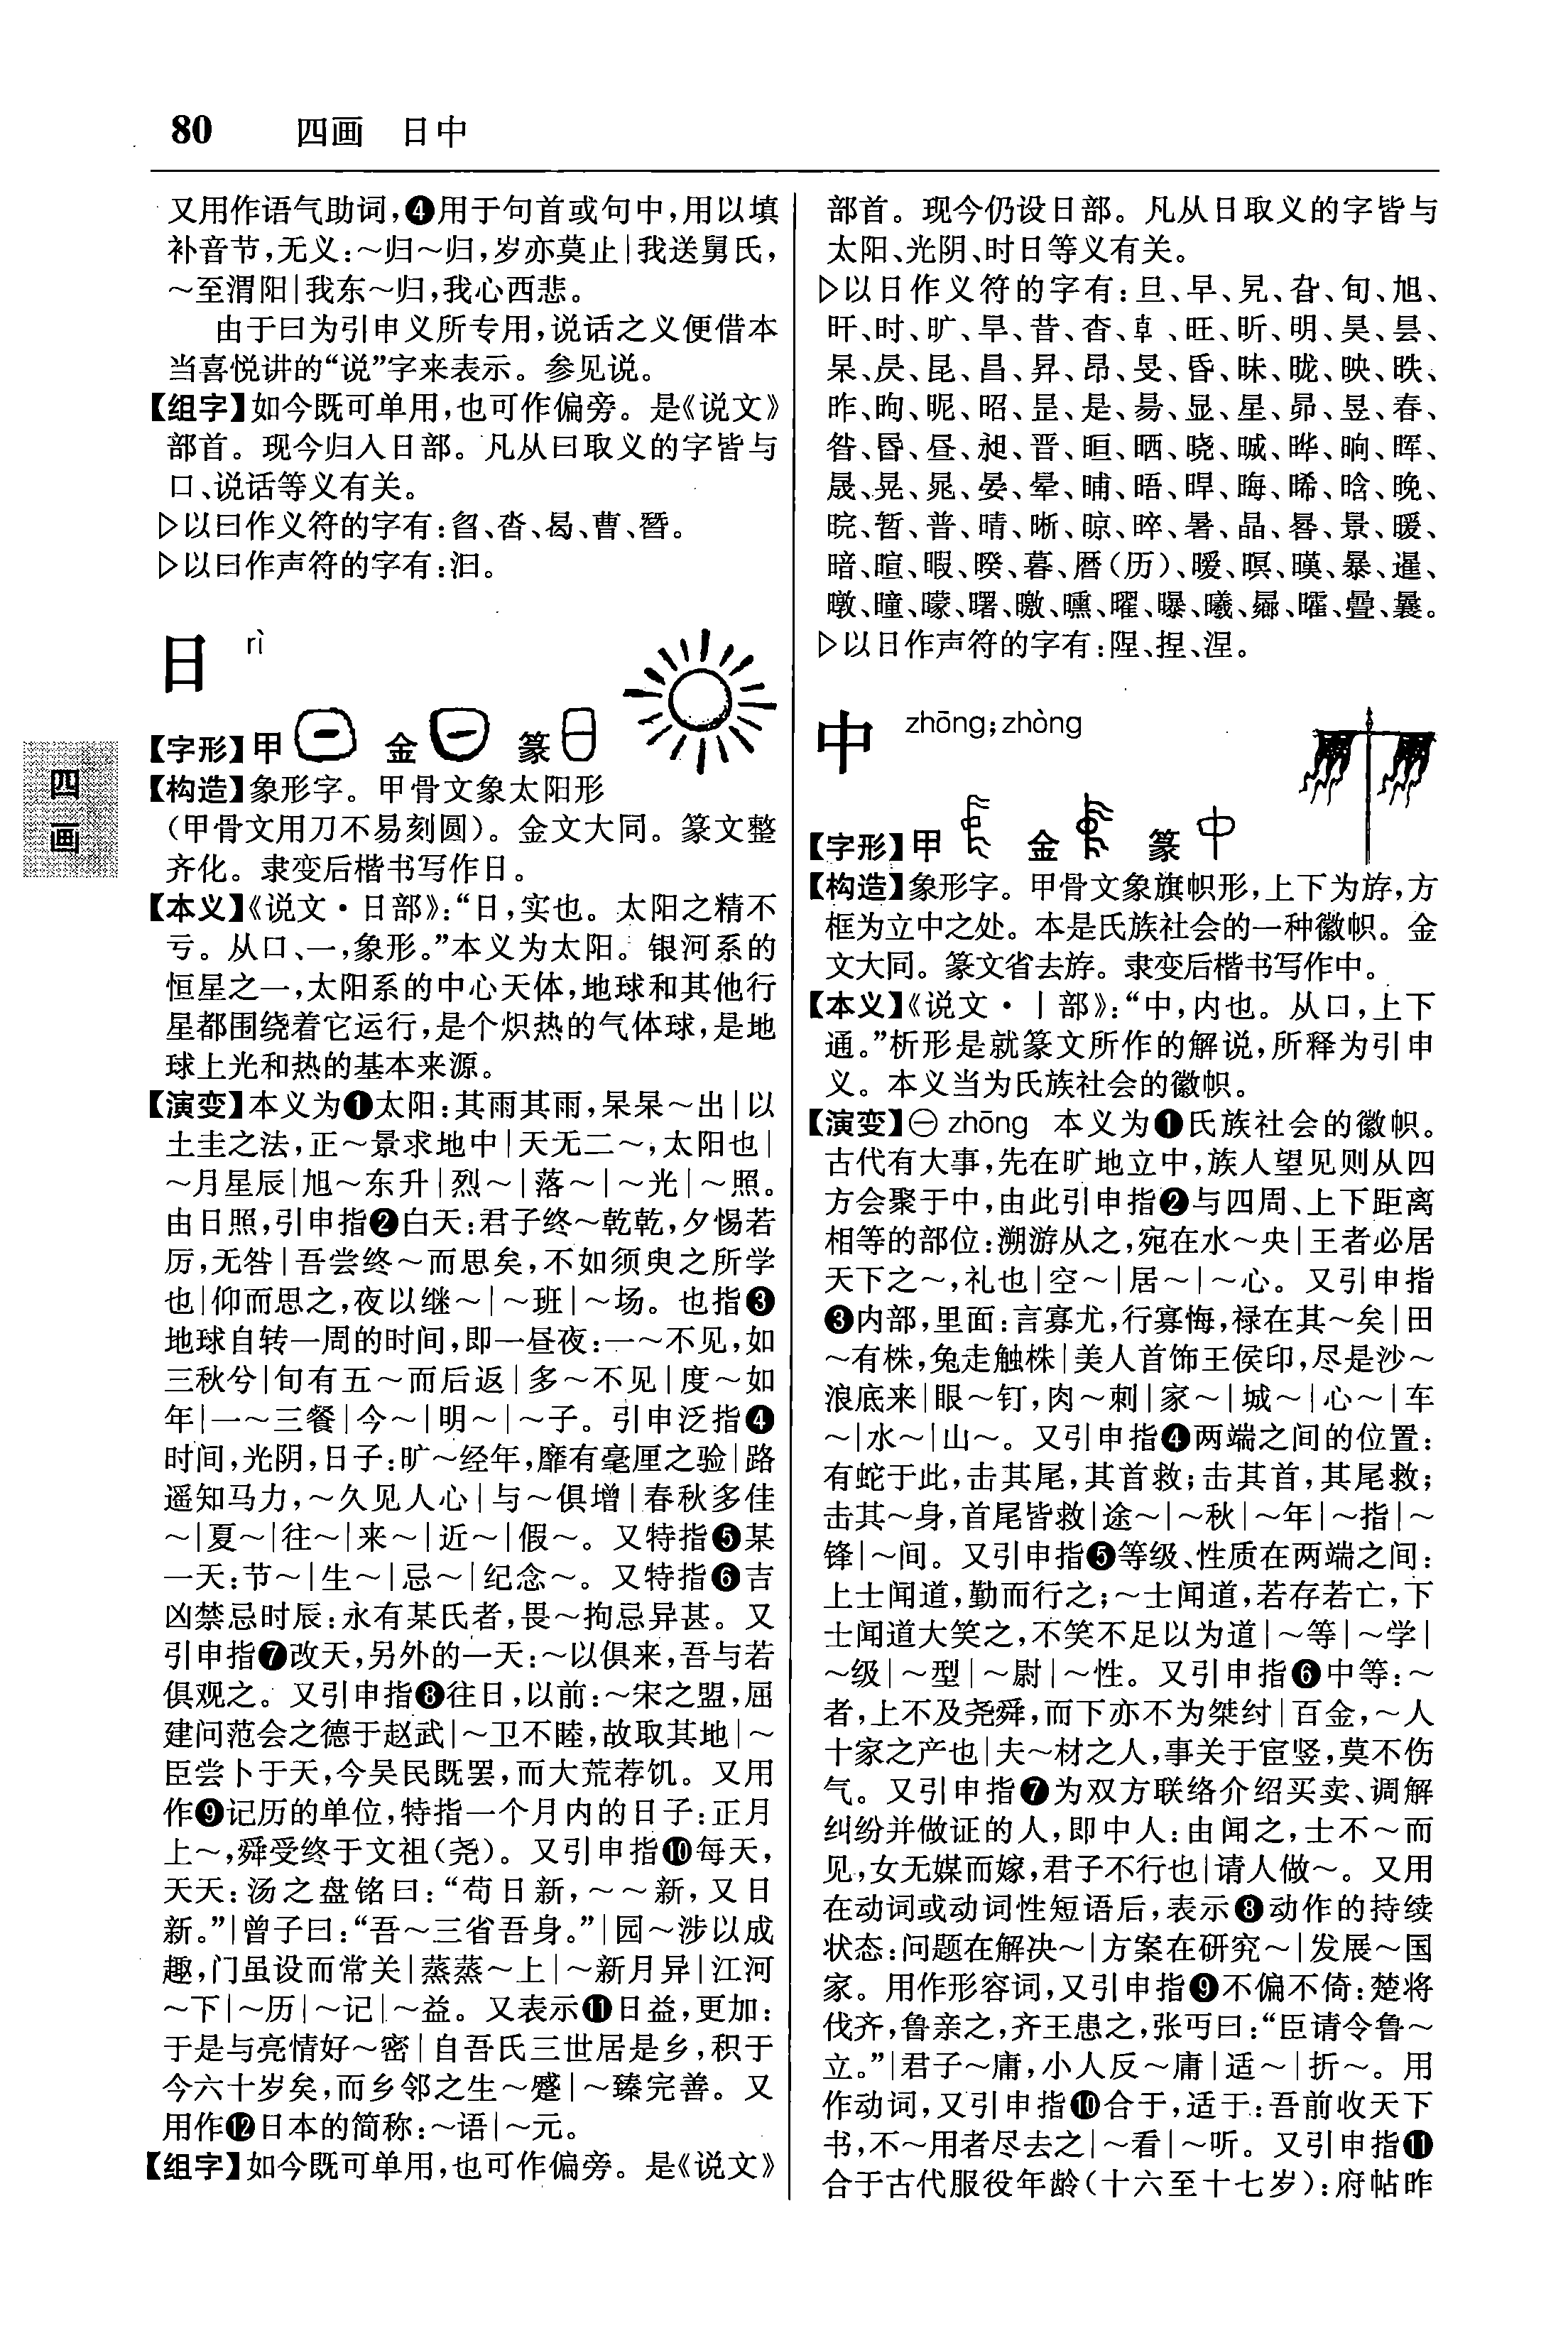 80 四画 日中
又用作语气助词,❹用于句首或句中,用以填
补音节,无义:～归～归,岁亦莫止|我送舅氏,
～至渭阳|我东～归,我心西悲。
由于曰为引申义所专用,说话之义便借本
当喜悦讲的“说”字来表示。参见说。
【组字】如今既可单用,也可作偏旁。是《说文》
部首。现今归入日部。凡从曰取义的字皆与
口、说话等义有关。
▷以曰作义符的字有:曶、沓、曷、曹、朁。
▷以曰作声符的字有:汩。
日 rì
【字形】甲 金 篆
【构造】象形字。甲骨文象太阳形
(甲骨文用刀不易刻圆)。金文大同。篆文整
齐化。隶变后楷书写作日。
【本义】《说文·日部》:“日,实也。太阳之精不
亏。从口、一,象形。”本义为太阳。银河系的
恒星之一,太阳系的中心天体,地球和其他行
星都围绕着它运行,是个炽热的气体球,是地
球上光和热的基本来源。
【演变】本义为❶太阳:其雨其雨,杲杲～出|以
土圭之法,正～景求地中|天无二～,太阳也|
～月星辰|旭～东升|烈～|落～|～光|～照。
由日照,引申指❷白天:君子终～乾乾,夕惕若
厉,无咎|吾尝终～而思矣,不如须臾之所学
也|仰而思之,夜以继～|～班|～场。也指❸
地球自转一周的时间,即一昼夜:一～不见,如
三秋兮|旬有五～而后返|多～不见|度～如
年|一～三餐|今～|明～|～子。引申泛指❹
时间,光阴,日子:旷～经年,靡有毫厘之验|路
遥知马力,～久见人心|与～俱增|春秋多佳
～|夏～|往～|来～|近～|假～。又特指❺某
一天:节～|生～|忌～|纪念～。又特指❻吉
凶禁忌时辰:永有某氏者,畏～拘忌异甚。又
引申指❼改天,另外的一天:～以俱来,吾与若
俱观之。又引申指❽往日,以前:～宋之盟,屈
建问范会之德于赵武|～卫不睦,故取其地|～
臣尝卜于天,今吴民既罢,而大荒荐饥。又用
作❾记历的单位,特指一个月内的日子:正月
上～,舜受终于文祖(尧)。又引申指❿每天,
天天:汤之盘铭曰:“苟日新,～～新,又日
新。”|曾子曰:“吾～三省吾身。”|园～涉以成
趣,门虽设而常关|蒸蒸～上|～新月异|江河
～下|～历|～记|～益。又表示⓫日益,更加:
于是与亮情好～密|自吾氏三世居是乡,积于
今六十岁矣,而乡邻之生～蹙|～臻完善。又
用作⓬日本的简称:～语|～元。
【组字】如今既可单用,也可作偏旁。是《说文》
部首。现今仍设日部。凡从日取义的字皆与
太阳、光阴、时日等义有关。
▷以日作义符的字有:旦、早、旯、旮、旬、旭、
旰、时、旷、旱、昔、杳、旾、旺、昕、明、昊、昙、
杲、昃、昆、昌、昇、昂、旻、昏、昧、昽、映、昳、
昨、昫、昵、昭、昰、是、昜、显、星、昴、昱、春、
昝、昬、昼、昶、晋、晅、晒、晓、晠、晔、晌、晖、
晟、晃、晁、晏、晕、晡、晤、晘、晦、晞、晗、晚、
晥、暂、普、晴、晰、晾、晬、暑、晶、晷、景、暖、
暗、暄、暇、暌、暮、暦(历)、暧、暝、暵、暴、暹、
暾、曈、曚、曙、曒、曛、曜、曝、曦、曏、曤、曡、曩。
▷以日作声符的字有:陧、捏、涅。
中 zhōng;zhòng
【字形】甲 金 篆
【构造】象形字。甲骨文象旗帜形,上下为斿,方
框为立中之处。本是氏族社会的一种徽帜。金
文大同。篆文省去斿。隶变后楷书写作中。
【本义】《说文·丨部》:“中,内也。从口,上下
通。”析形是就篆文所作的解说,所释为引申
义。本义当为氏族社会的徽帜。
【演变】㊀zhōng 本义为❶氏族社会的徽帜。
古代有大事,先在旷地立中,族人望见则从四
方会聚于中,由此引申指❷与四周、上下距离
相等的部位:溯游从之,宛在水～央|王者必居
天下之～,礼也|空～|居～|～心。又引申指
❸内部,里面:言寡尤,行寡悔,禄在其～矣|田
～有株,兔走触株|美人首饰王侯印,尽是沙～
浪底来|眼～钉,肉～刺|家～|城～|心～|车
～|水～|山～。又引申指❹两端之间的位置:
有蛇于此,击其尾,其首救;击其首,其尾救;
击其～身,首尾皆救|途～|～秋|～年|～指|～
锋|～间。又引申指❺等级、性质在两端之间:
上士闻道,勤而行之;～士闻道,若存若亡,下
士闻道大笑之,不笑不足以为道|～等|～学|
～级|～型|～尉|～性。又引申指❻中等:～
者,上不及尧舜,而下亦不为桀纣|百金,～人
十家之产也|夫～材之人,事关于宦竖,莫不伤
气。又引申指❼为双方联络介绍买卖、调解
纠纷并做证的人,即中人:由闻之,士不～而
见,女无媒而嫁,君子不行也|请人做～。又用
在动词或动词性短语后,表示❽动作的持续
状态:问题在解决～|方案在研究～|发展～国
家。用作形容词,又引申指❾不偏不倚:楚将
伐齐,鲁亲之,齐王患之,张丐曰:“臣请令鲁～
立。”|君子～庸,小人反～庸|适～|折～。用
作动词,又引申指❿合于,适于:吾前收天下
书,不～用者尽去之|～看|～听。又引申指⓫
合于古代服役年龄(十六至十七岁):府帖昨
四
画